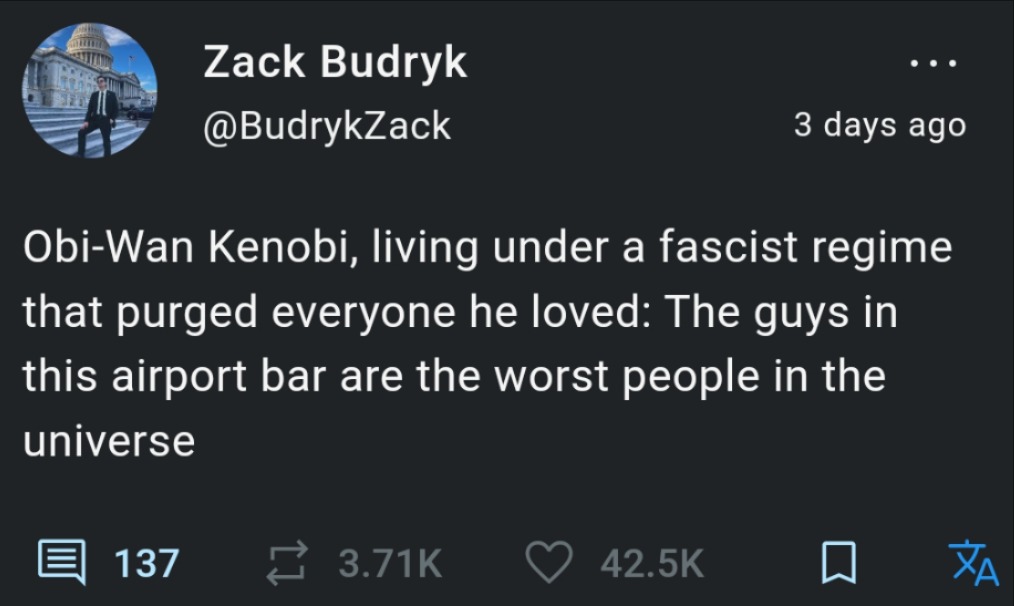 Zack Budryk
@BudrykZack
3 days ago
Obi-Wan Kenobi, living under a fascist regime
that purged everyone he loved: The guys in
this airport bar are the worst people in the
universe
137 3.71K 42.5K